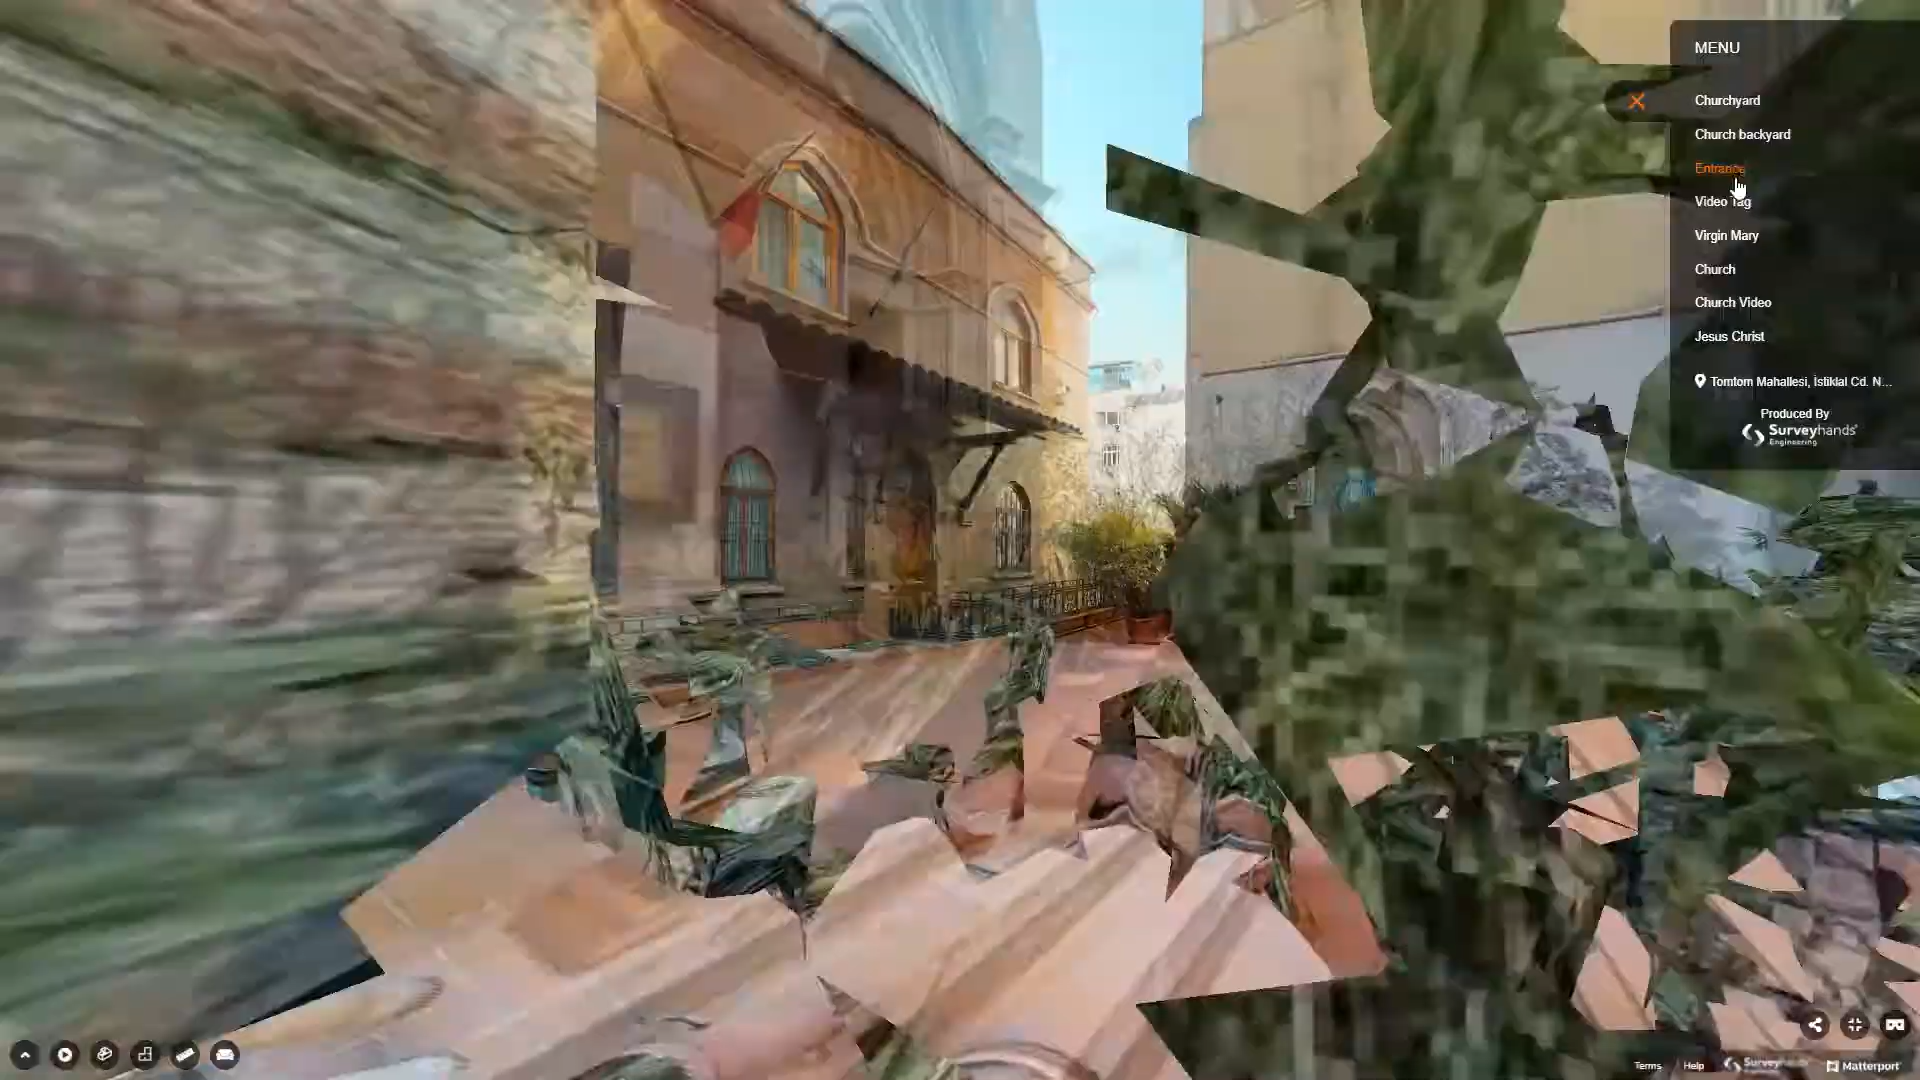 MENU
Churchyard
Church backyard
Entrance
Video Tag
Virgin Mary
Church
Church Video
Jesus Christ
Tomtom Mahallesi, İstiklal Cd. N...
Produced By
Surveyhands
Engineering
Terms
Help
Surveyhands
Matterport